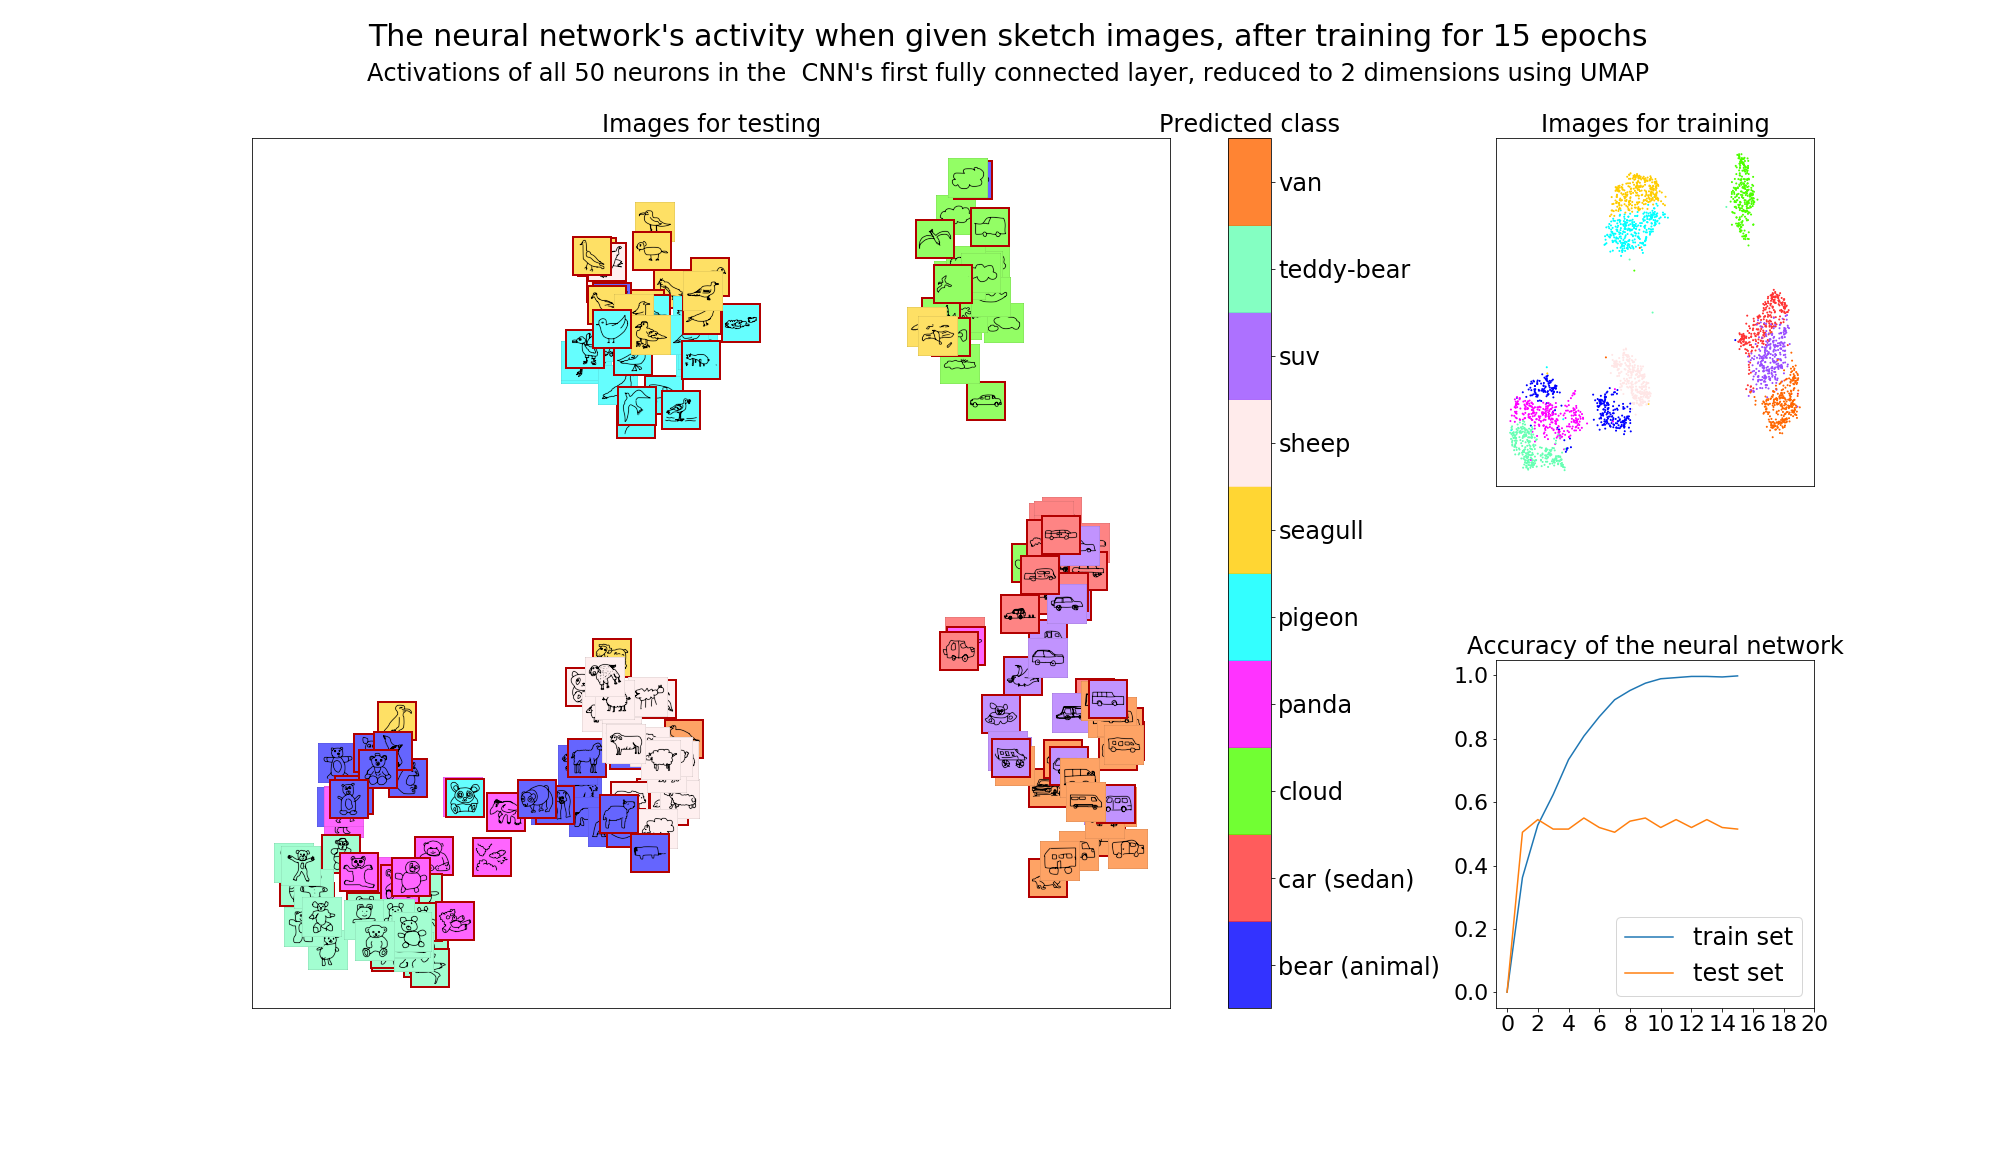 The neural network's activity when given sketch images, after training for 15 epochs
Activations of all 50 neurons in the  CNN's first fully connected layer, reduced to 2 dimensions using UMAP
Images for testing
Predicted class
van
teddy-bear
suv
sheep
seagull
pigeon
panda
cloud
car (sedan)
bear (animal)
Images for training
Accuracy of the neural network
1.0
0.8
0.6
0.4
0.2
0.0
train set
test set
0 2 4 6 8 10 12 14 16 18 20